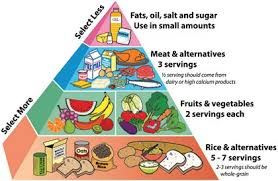 Select Less
Fats, oil, salt and sugar
Use in small amounts
Meat & alternatives
3 servings
½ serving should come from
dairy or high calcium products
Select More
Fruits & vegetables
2 servings each
Rice & alternatives
5 - 7 servings
2-3 servings should be
whole-grain
Oats